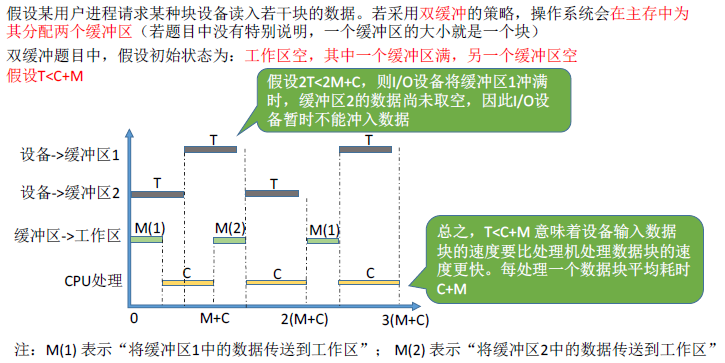 假设某用户进程请求某种块设备读入若干块的数据。若采用双缓冲的策略，操作系统会在主存中为
其分配两个缓冲区（若题目中没有特别说明，一个缓冲区的大小就是一个块）
双缓冲题目中，假设初始状态为：工作区空，其中一个缓冲区满，另一个缓冲区空
假设T<C+M
假设2T<2M+C，则I/O设备将缓冲区1冲满
时，缓冲区2的数据尚未取空，因此I/O设
备暂时不能冲入数据
T
T
设备->缓冲区1
T
T
设备->缓冲区2
M(1)
M(2)
M(1)
缓冲区->工作区
C
C
C
CPU处理
0
M+C
2(M+C)
3(M+C)
总之，T<C+M 意味着设备输入数据
块的速度要比处理机处理数据块的速
度更快。每处理一个数据块平均耗时
C+M
注：M(1) 表示“将缓冲区1中的数据传送到工作区”； M(2) 表示“将缓冲区2中的数据传送到工作区”